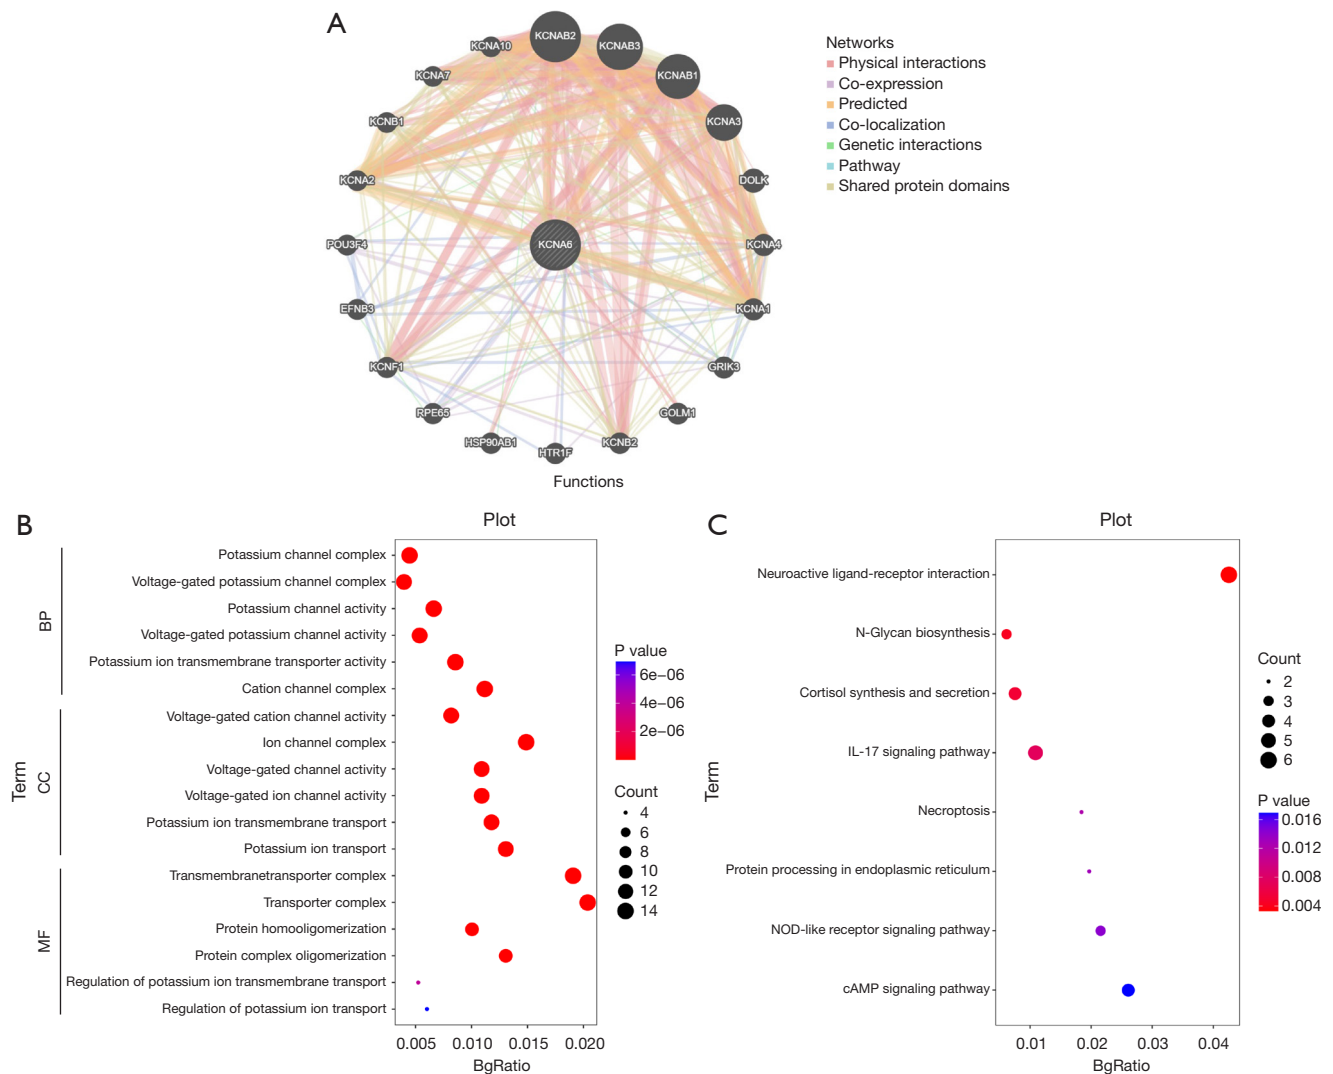 A
KCNAB2
KCNAB3
KCNA10
KCNAB1
KCNA7
KCNB1
KCNA3
KCNA2
DOLK
POU3F4
KCNA6
KCNA4
EFNB3
KCNA1
KCNF1
GRIK3
RPE65
GOLM1
HSP90AB1
HTR1F
KCNB2
Functions
Networks
Physical interactions
Co-expression
Predicted
Co-localization
Genetic interactions
Pathway
Shared protein domains
B
Plot
Term
BP
CC
MF
Potassium channel complex
Voltage-gated potassium channel complex
Potassium channel activity
Voltage-gated potassium channel activity
Potassium ion transmembrane transporter activity
Cation channel complex
Voltage-gated cation channel activity
Ion channel complex
Voltage-gated channel activity
Voltage-gated ion channel activity
Potassium ion transmembrane transport
Potassium ion transport
Transmembranetransporter complex
Transporter complex
Protein homooligomerization
Protein complex oligomerization
Regulation of potassium ion transmembrane transport
Regulation of potassium ion transport
0.005 0.010 0.015 0.020
BgRatio
P value
6e−06
4e−06
2e−06
Count
4
6
8
10
12
14
C
Plot
Term
Neuroactive ligand-receptor interaction
N-Glycan biosynthesis
Cortisol synthesis and secretion
IL-17 signaling pathway
Necroptosis
Protein processing in endoplasmic reticulum
NOD-like receptor signaling pathway
cAMP signaling pathway
0.01 0.02 0.03 0.04
BgRatio
Count
2
3
4
5
6
P value
0.016
0.012
0.008
0.004